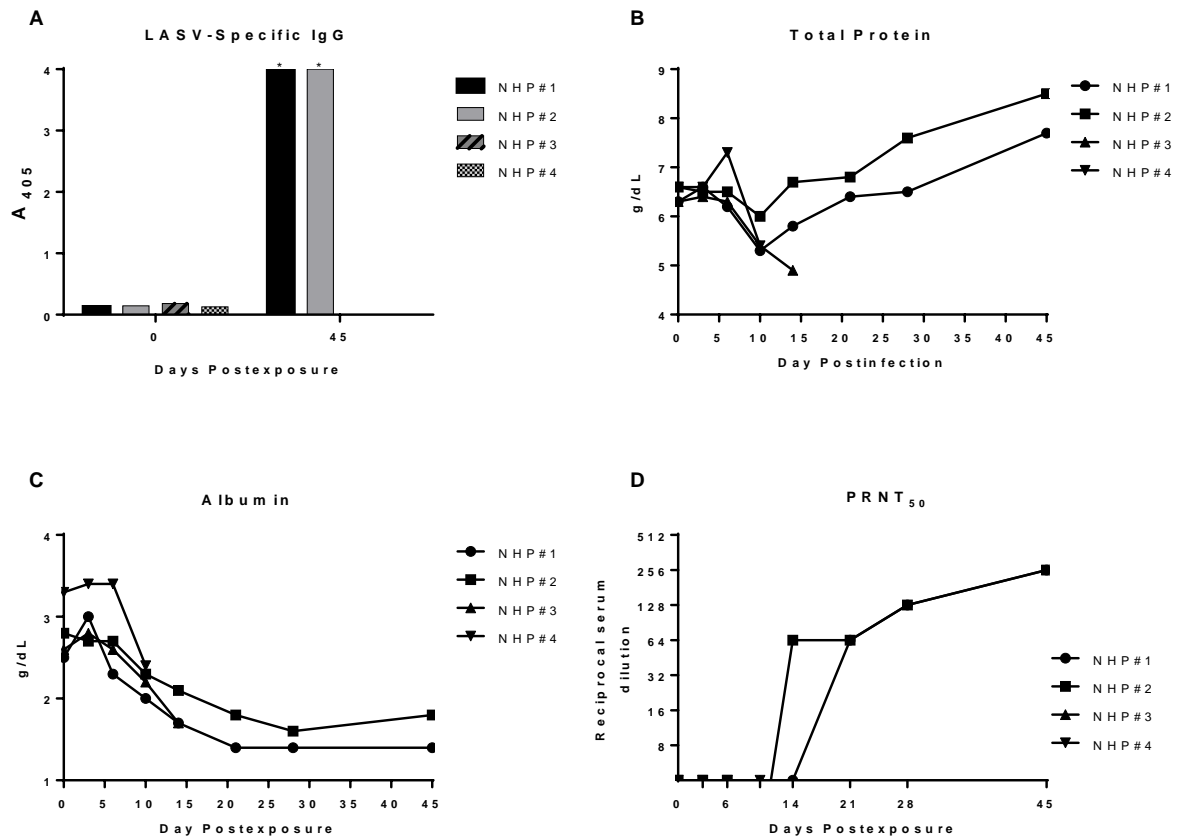 A
LASV-Specific IgG
4
3
2
1
0
A405
* *
0 45
Days Postexposure
NHP#1
NHP#2
NHP#3
NHP#4
B
Total Protein
9
8
7
6
5
4
g/dL
0 5 10 15 20 25 30 35 40 45
Day Postinfection
NHP#1
NHP#2
NHP#3
NHP#4
C
Albumin
4
3
2
1
g/dL
0 5 10 15 20 25 30 35 40 45
Day Postexposure
NHP#1
NHP#2
NHP#3
NHP#4
D
PRNT50
512
256
128
64
32
16
8
Reciprocal serum
dilution
0 6 14 21 28 45
Days Postexposure
NHP#1
NHP#2
NHP#3
NHP#4